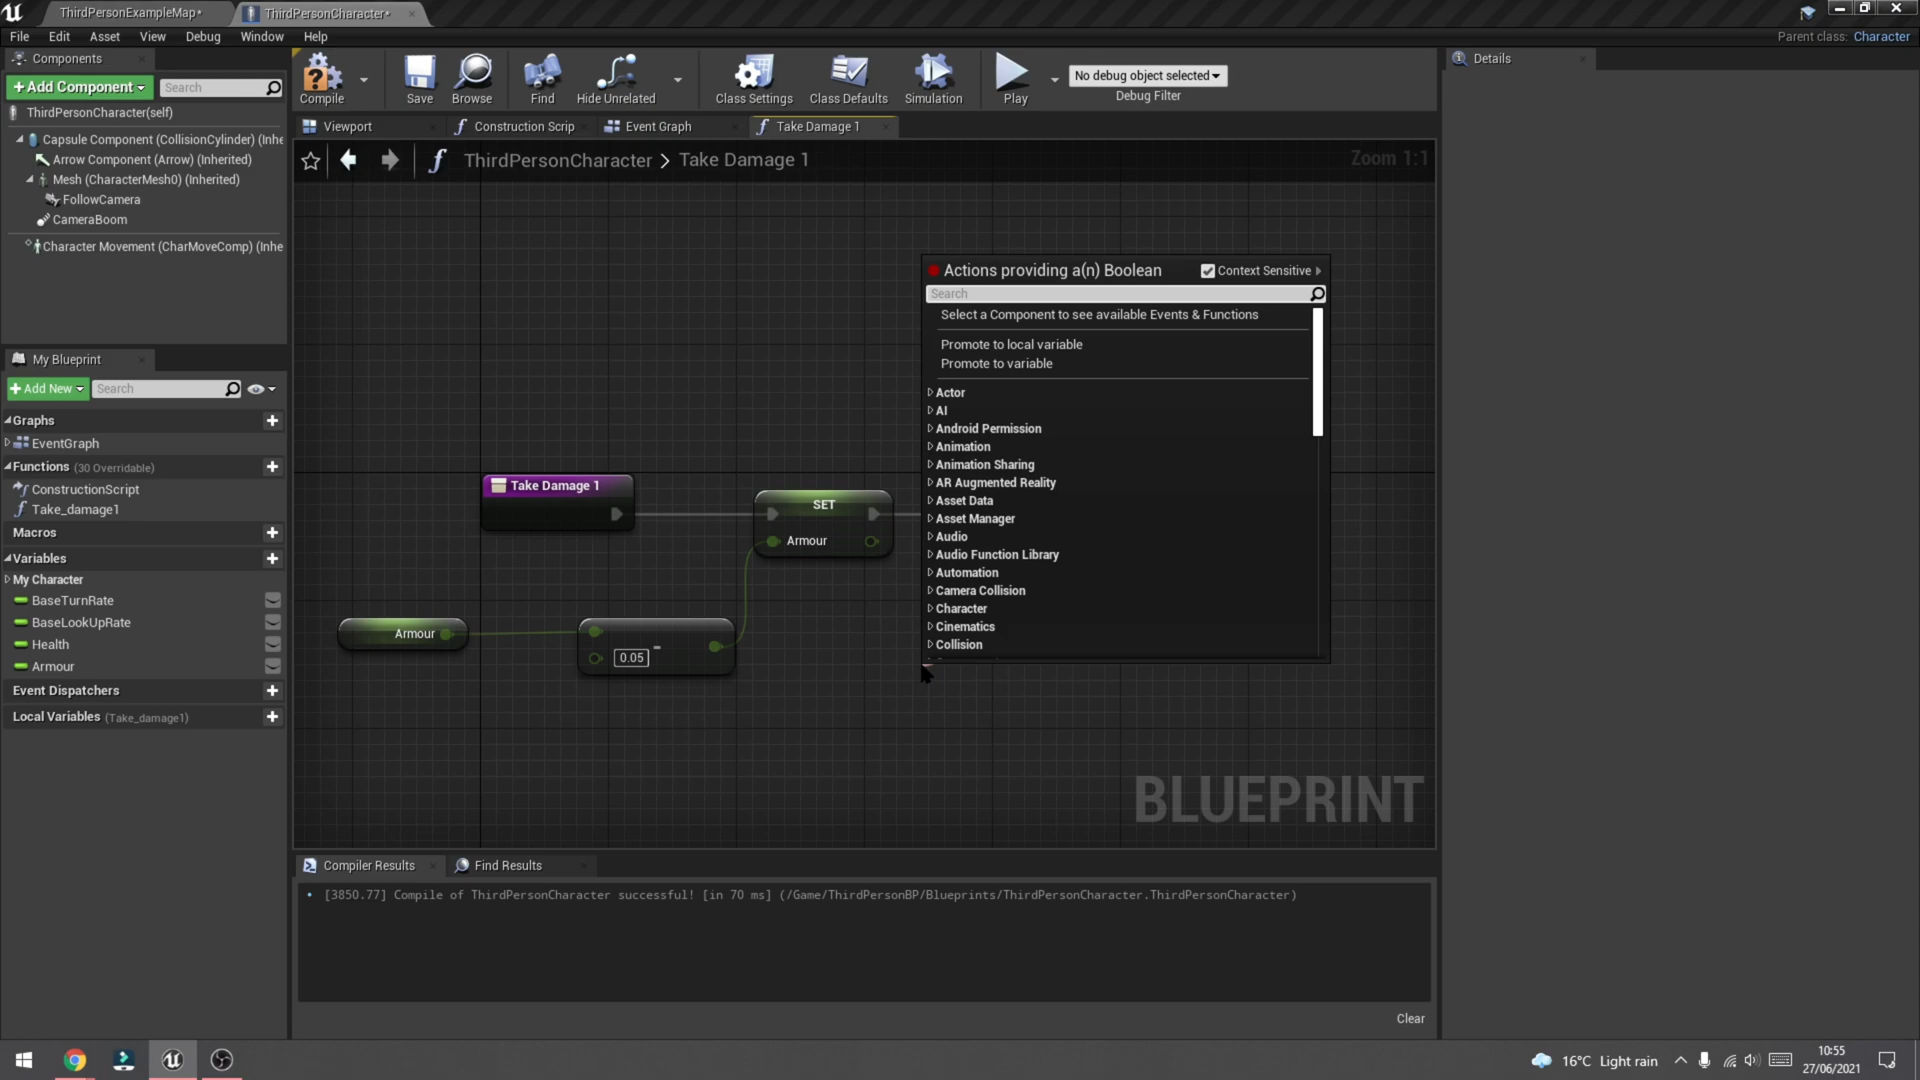 ThirdPersonExampleMap*
ThirdPersonCharacter*
File Edit Asset View Debug Window Help
Parent class: Character
Components
+Add Component
Search
ThirdPersonCharacter(self)
Capsule Component (CollisionCylinder) (Inhe
Arrow Component (Arrow) (Inherited)
Mesh (CharacterMesh0) (Inherited)
FollowCamera
CameraBoom
Character Movement (CharMoveComp) (Inhe
My Blueprint
+Add New
Search
Graphs
EventGraph
Functions (30 Overridable)
ConstructionScript
Take_damage1
Macros
Variables
My Character
BaseTurnRate
BaseLookUpRate
Health
Armour
Event Dispatchers
Local Variables (Take_damage1)
Compile
Save
Browse
Find
Hide Unrelated
Class Settings
Class Defaults
Simulation
Play
No debug object selected
Debug Filter
Viewport
Construction Scrip
Event Graph
Take Damage 1
ThirdPersonCharacter > Take Damage 1
Zoom 1:1
Take Damage 1
SET
Armour
Armour
0.05
-
Actions providing a(n) Boolean
Context Sensitive
Search
Select a Component to see available Events & Functions
Promote to local variable
Promote to variable
Actor
AI
Android Permission
Animation
Animation Sharing
AR Augmented Reality
Asset Data
Asset Manager
Audio
Audio Function Library
Automation
Camera Collision
Character
Cinematics
Collision
BLUEPRINT
Compiler Results
Find Results
[3850.77] Compile of ThirdPersonCharacter successful! [in 70 ms] (/Game/ThirdPersonBP/Blueprints/ThirdPersonCharacter.ThirdPersonCharacter)
Clear
Details
16°C Light rain
10:55
27/06/2021